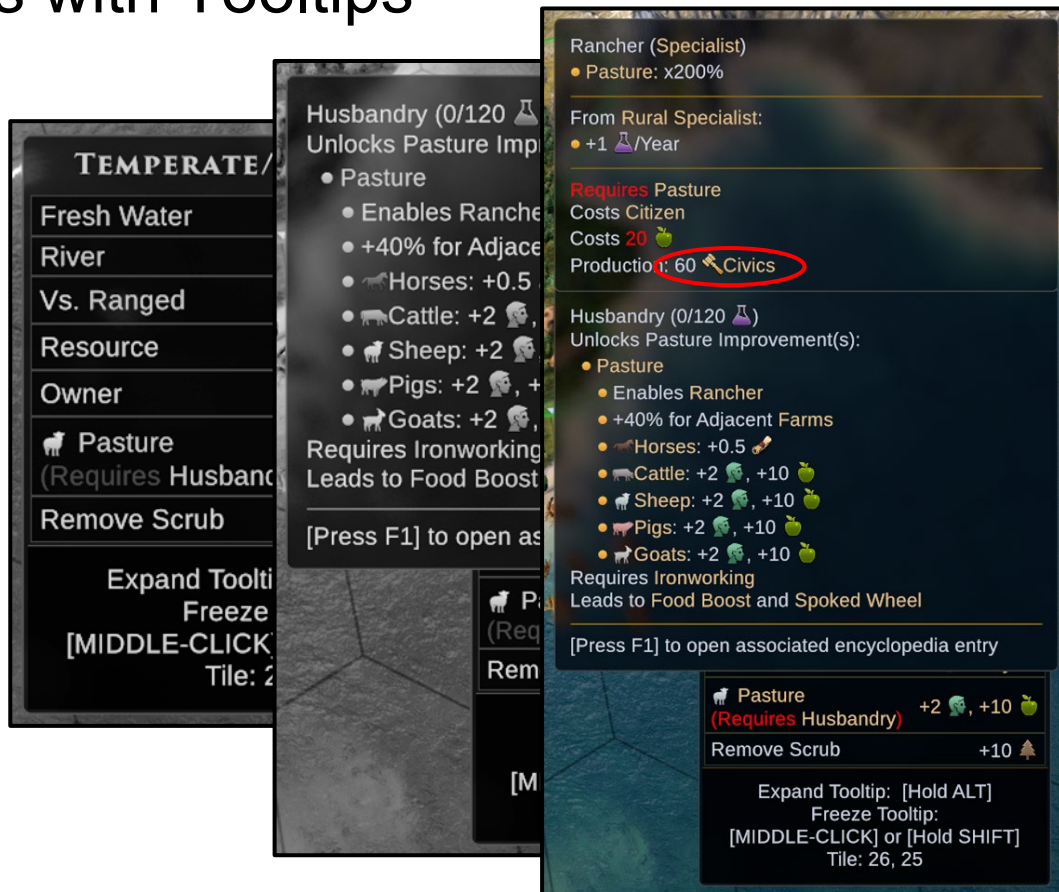 s with Tooltips
TEMPERATE/
Fresh Water
River
Vs. Ranged
Resource
Owner
Pasture
(Requires Husband
Remove Scrub
Expand Toolti
Freeze
[MIDDLE-CLICK]
Tile: 2
Husbandry (0/120
Unlocks Pasture Imp
• Pasture
• Enables Ranche
• +40% for Adjace
• Horses: +0.5
• Cattle: +2 ,
• Sheep: +2
• Pigs: +2 , +
• Goats: +2 ,
Requires Ironworking
Leads to Food Boost
[Press F1] to open as
Pa
(Req
Rem
[M
Rancher (Specialist)
• Pasture: x200%
From Rural Specialist:
• +1 /Year
Requires Pasture
Costs Citizen
Costs 20
Production: 60 Civics
Husbandry (0/120 )
Unlocks Pasture Improvement(s):
• Pasture
• Enables Rancher
• +40% for Adjacent Farms
• Horses: +0.5
• Cattle: +2 , +10
• Sheep: +2 , +10
• Pigs: +2 , +10
• Goats: +2 , +10
Requires Ironworking
Leads to Food Boost and Spoked Wheel
[Press F1] to open associated encyclopedia entry
Pasture +2 , +10
(Requires Husbandry)
Remove Scrub +10
Expand Tooltip: [Hold ALT]
Freeze Tooltip:
[MIDDLE-CLICK] or [Hold SHIFT]
Tile: 26, 25